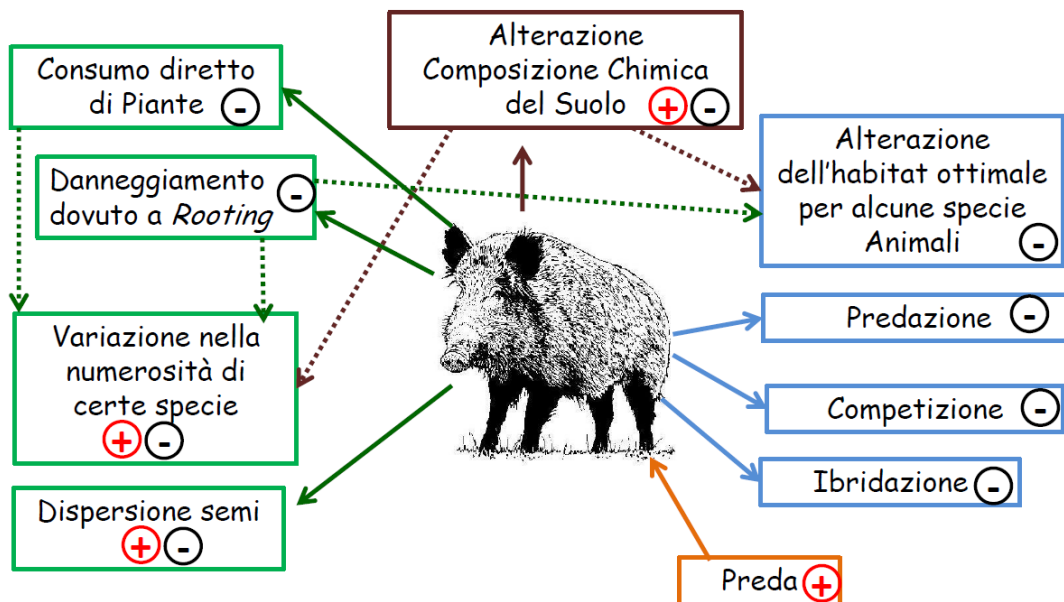 Consumo diretto
di Piante -
Alterazione
Composizione Chimica
del Suolo + -
Alterazione
dell'habitat ottimale
per alcune specie
Animali -
Danneggiamento
dovuto a Rooting -
Variazione nella
numerosità di
certe specie
+ -
Predazione -
Competizione -
Ibridazione -
Dispersione semi
+ -
Preda +